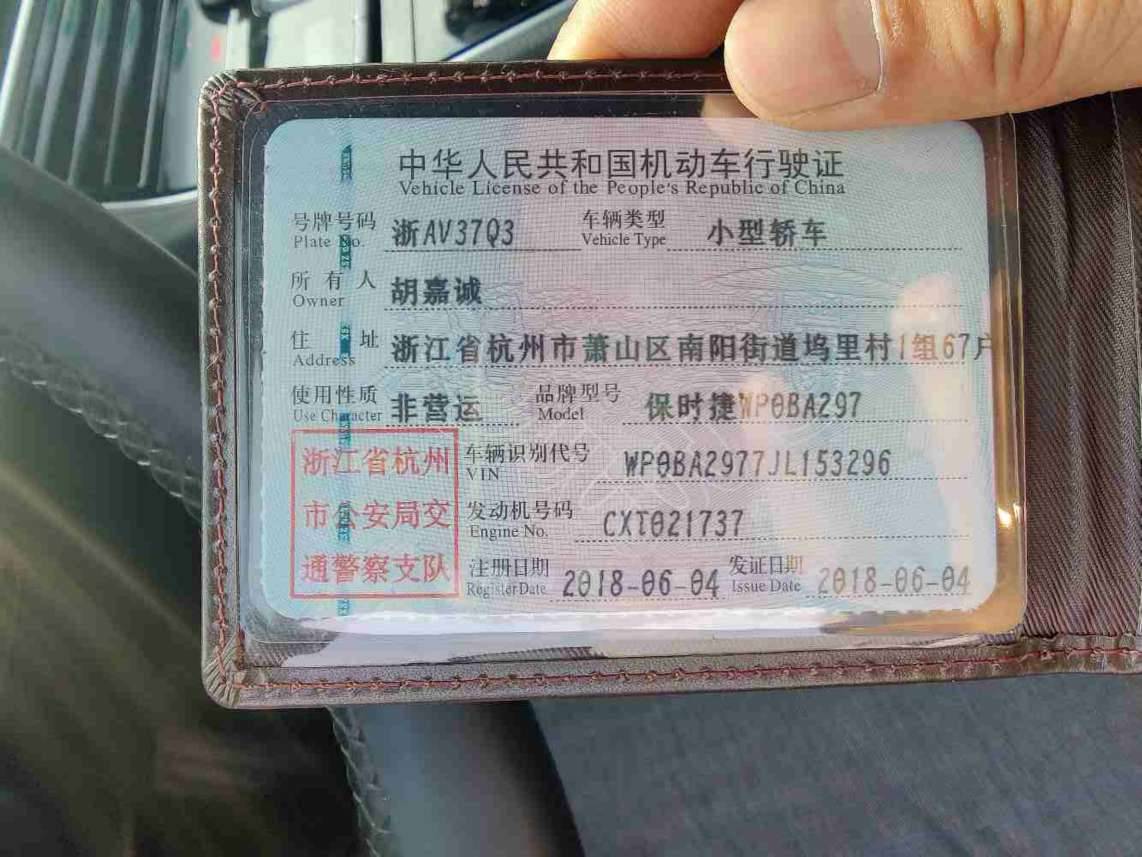 中华人民共和国机动车行驶证
Vehicle License of the People's Republic of China
号牌号码 浙AV37Q3 车辆类型 小型轿车
Plate No. Vehicle Type
所有人 胡嘉诚
Owner
住址 浙江省杭州市萧山区南阳街道坞里村1组67户
Address
使用性质 非营运 品牌型号 保时捷WP0BA297
Use Character Model
浙江省杭州 车辆识别代号 WP0BA2977JL153296
VIN
市公安局交 发动机号码 CXT021737
Engine No.
通警察支队 注册日期 2018-06-04 发证日期 2018-06-04
Register Date Issue Date